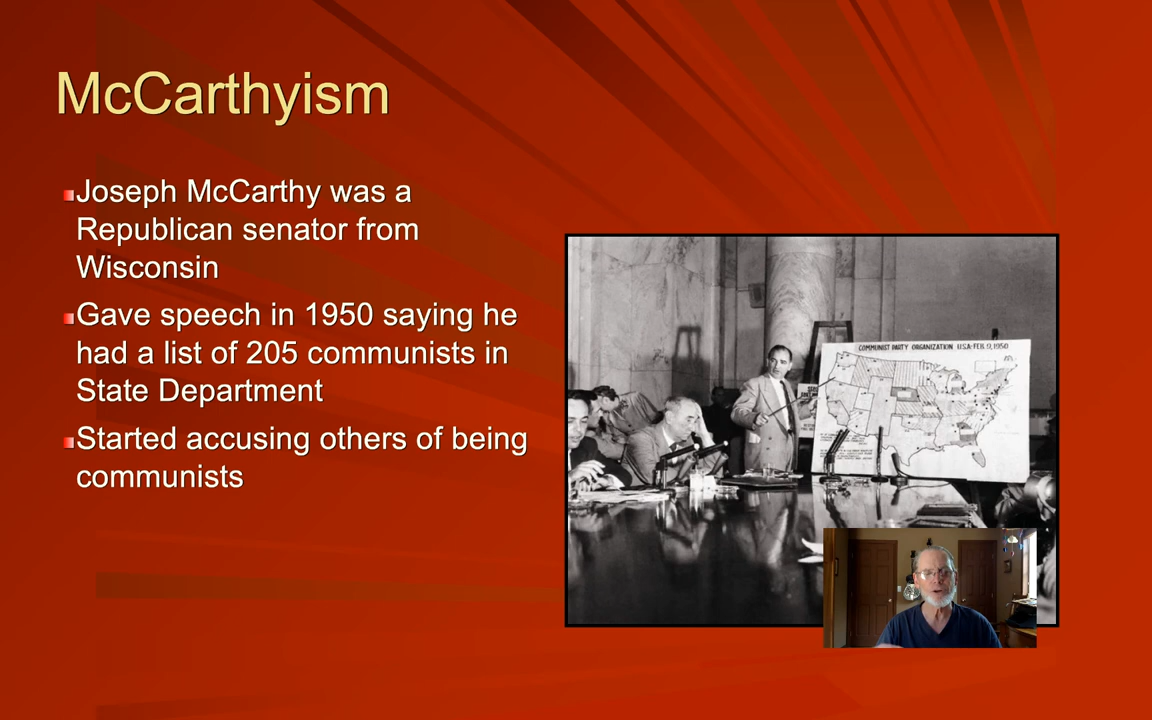 McCarthyism
Joseph McCarthy was a
Republican senator from
Wisconsin
Gave speech in 1950 saying he
had a list of 205 communists in
State Department
Started accusing others of being
communists
COMMUNIST PARTY ORGANIZATION U.S.A-FEB. 9, 1950